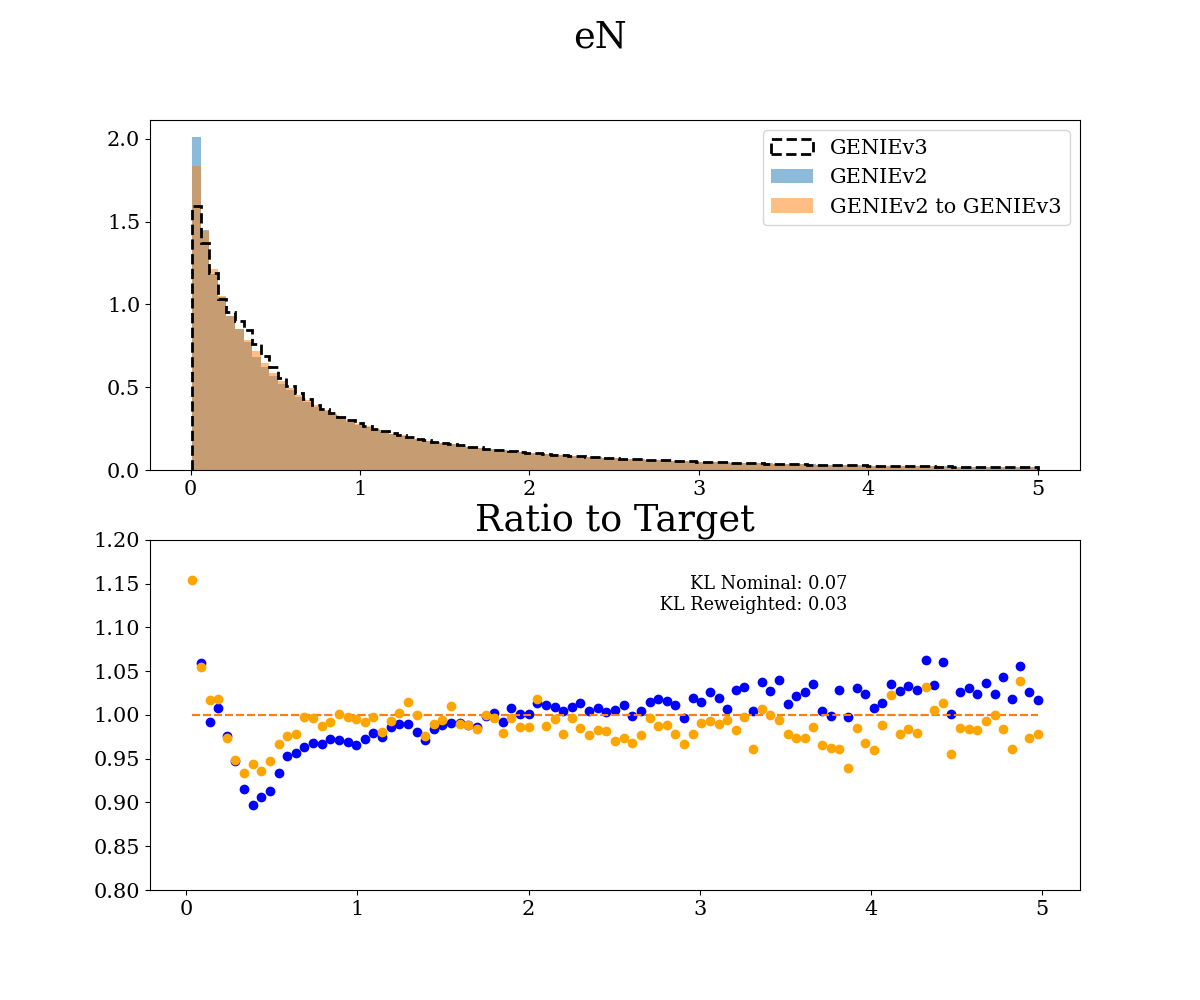 eN
2.0
1.5
1.0
0.5
0.0
GENIEv3
GENIEv2
GENIEv2 to GENIEv3
0 1 2 3 4 5
Ratio to Target
1.20
1.15
1.10
1.05
1.00
0.95
0.90
0.85
0.80
KL Nominal: 0.07
KL Reweighted: 0.03
0 1 2 3 4 5